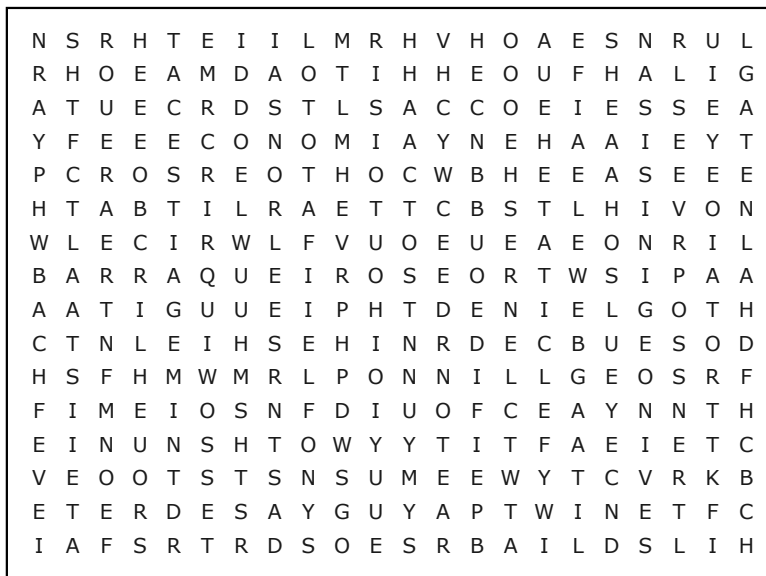 N S R H T E I I L M R H V H O A E S N R U L
R H O E A M D A O T I H H E O U F H A L I G
A T U E C R D S T L S A C C O E I E S S E A
Y F E E E C O N O M I A Y N E H A A I E Y T
P C R O S R E O T H O C W B H E E A S E E E
H T A B T I L R A E T T C B S T L H I V O N
W L E C I R W L F V U O E U E A E O N R I L
B A R R A Q U E I R O S E O R T W S I P A A
A A T I G U U E I P H T D E N I E L G O T H
C T N L E I H S E H I N R D E C B U E S O D
H S F H M W M R L P O N N I L L G E O S R F
F I M E I O S N F D I U O F C E A Y N N T H
E I N U N S H T O W Y Y T I T F A E I E T C
V E O O T S T S N S U M E E W Y T C V R K B
E T E R D E S A Y G U Y A P T W I N E T F C
I A F S R T R D S O E S R B A I L D S L I H